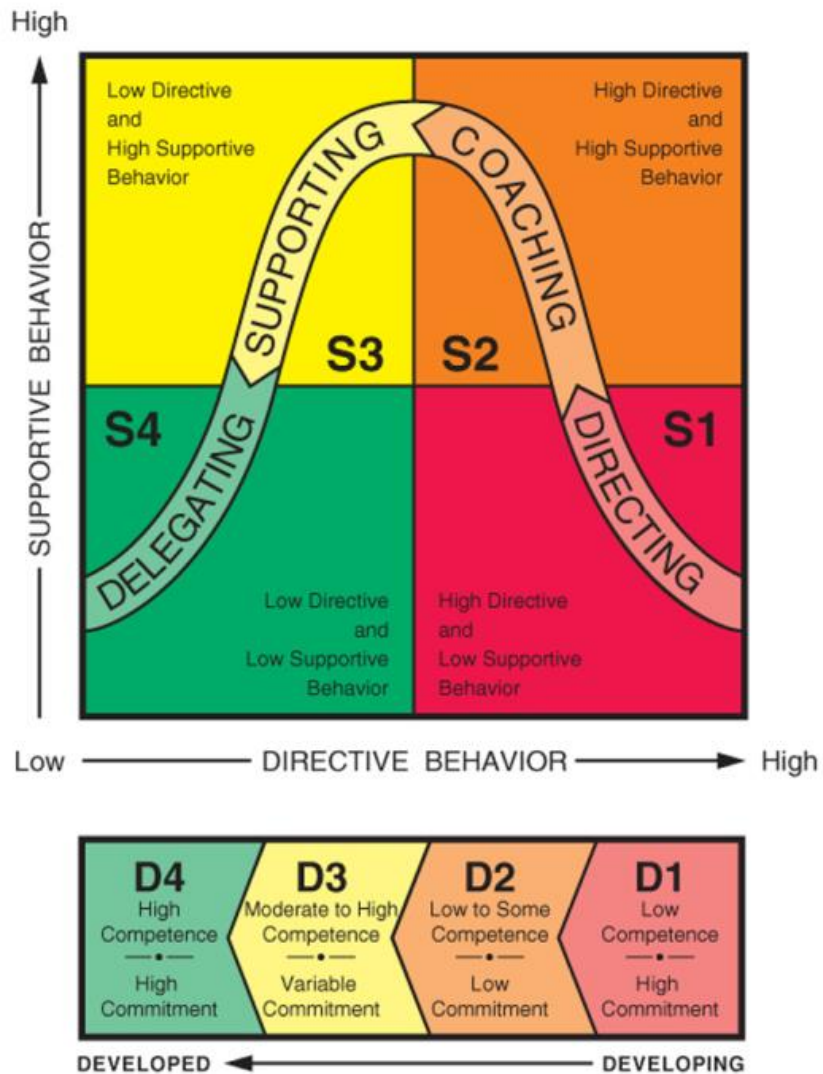 High
Low Directive
and
High Supportive
Behavior
High Directive
and
High Supportive
Behavior
SUPPORTING
COACHING
S3
S2
SUPPORTIVE BEHAVIOR
S4
S1
DELEGATING
DIRECTING
Low Directive
and
Low Supportive
Behavior
High Directive
and
Low Supportive
Behavior
Low
DIRECTIVE BEHAVIOR
High
D4
High
Competence
High
Commitment
D3
Moderate to High
Competence
Variable
Commitment
D2
Low to Some
Competence
Low
Commitment
D1
Low
Competence
High
Commitment
DEVELOPED
DEVELOPING